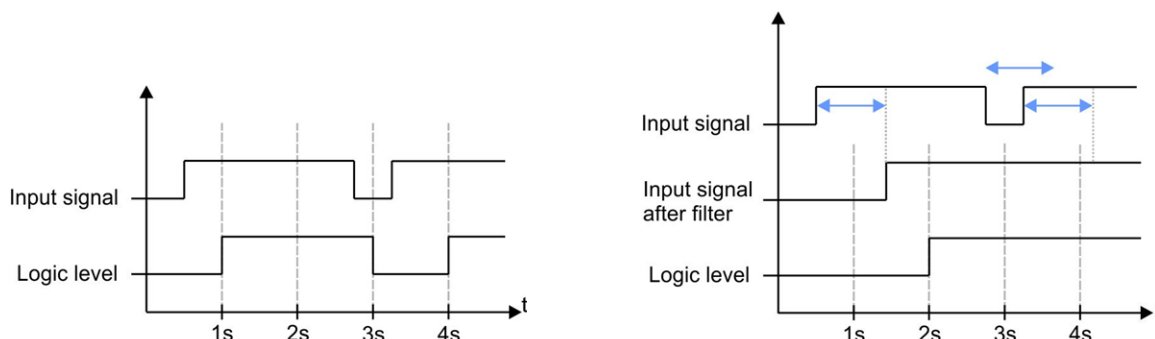 Input signal
Logic level
t
1s
2s
3s
4s
Input signal
Input signal
after filter
Logic level
1s
2s
3s
4s